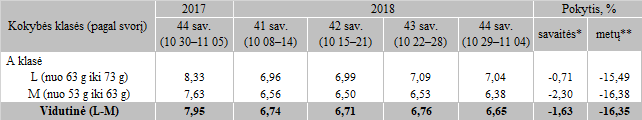 Kokybės klasės (pagal svorį) 2017 2018 Pokytis, %
44 sav. (10 30–11 05) 41 sav. (10 08–14) 42 sav. (10 15–21) 43 sav. (10 22–28) 44 sav. (10 29–11 04) savaitės* metų**
A klasė
L (nuo 63 g iki 73 g) 8,33 6,96 6,99 7,09 7,04 -0,71 -15,49
M (nuo 53 g iki 63 g) 7,63 6,56 6,50 6,53 6,38 -2,30 -16,38
Vidutinė (L-M) 7,95 6,74 6,71 6,76 6,65 -1,63 -16,35